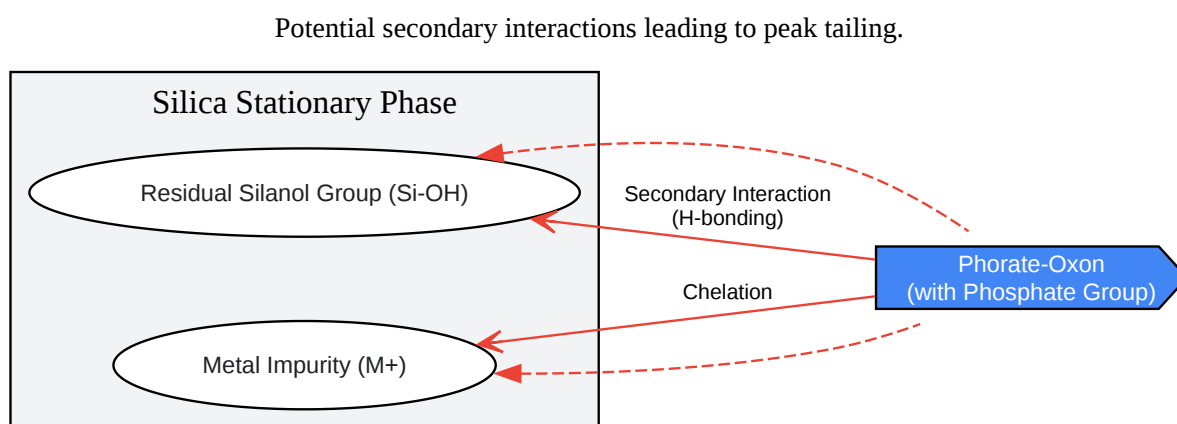 Potential secondary interactions leading to peak tailing.
Silica Stationary Phase
Residual Silanol Group (Si-OH)
Secondary Interaction
(H-bonding)
Phorate-Oxon
(with Phosphate Group)
Chelation
Metal Impurity (M+)